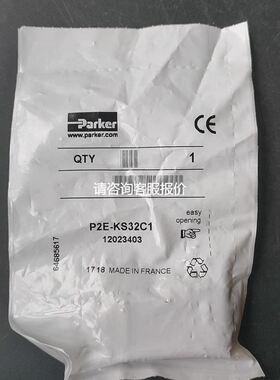 Parker
www.parker.com
CE
QTY 1
请咨询客服报价
P2E-KS32C1
12023403
easy
opening
64685617
1718 MADE IN FRANCE